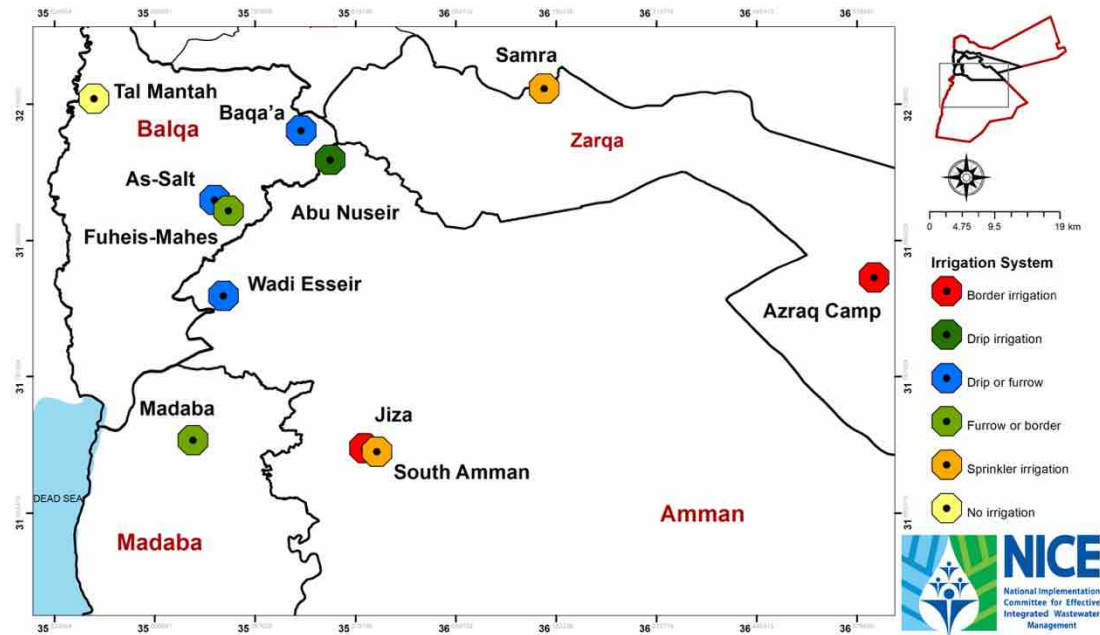 35
35
35
35
36
36
36
36
36
Samra
Tal Mantah
Baqa’a
32
32
Balqa
Zarqa
As-Salt
Abu Nuseir
Fuheis-Mahes
31
31
Wadi Esseir
Azraq Camp
31
31
Madaba
Jiza
South Amman
DEAD SEA
31
31
Amman
Madaba
35
35
35
35
36
36
36
36
36
0 4.75 9.5 19 km
Irrigation System
Border irrigation
Drip irrigation
Drip or furrow
Furrow or border
Sprinkler irrigation
No irrigation
NICE
National Implementation
Committee for Effective
Integrated Wastewater
Management